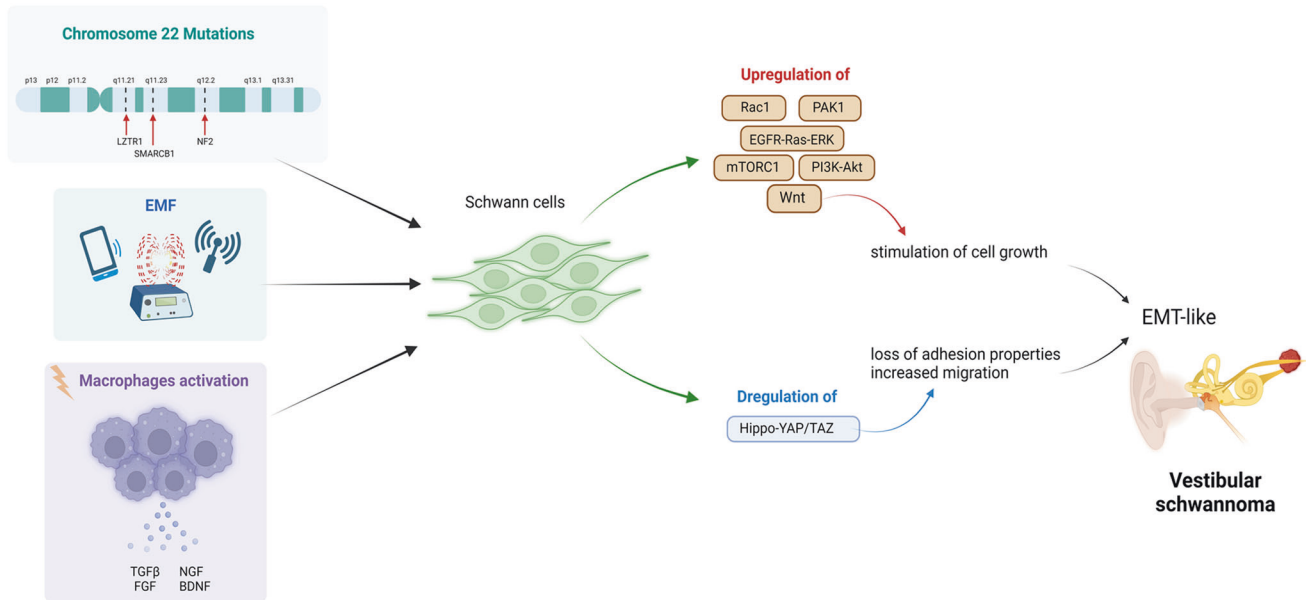 Chromosome 22 Mutations
p13 p12 p11.2 q11.21 q11.23 q12.2 q13.1 q13.31
LZTR1 NF2
SMARCB1
EMF
Macrophages activation
TGFβ NGF
FGF BDNF
Schwann cells
Upregulation of
Rac1 PAK1
EGFR-Ras-ERK
mTORC1 PI3K-Akt
Wnt
stimulation of cell growth
Dregulation of
Hippo-YAP/TAZ
loss of adhesion properties
increased migration
EMT-like
Vestibular
schwannoma